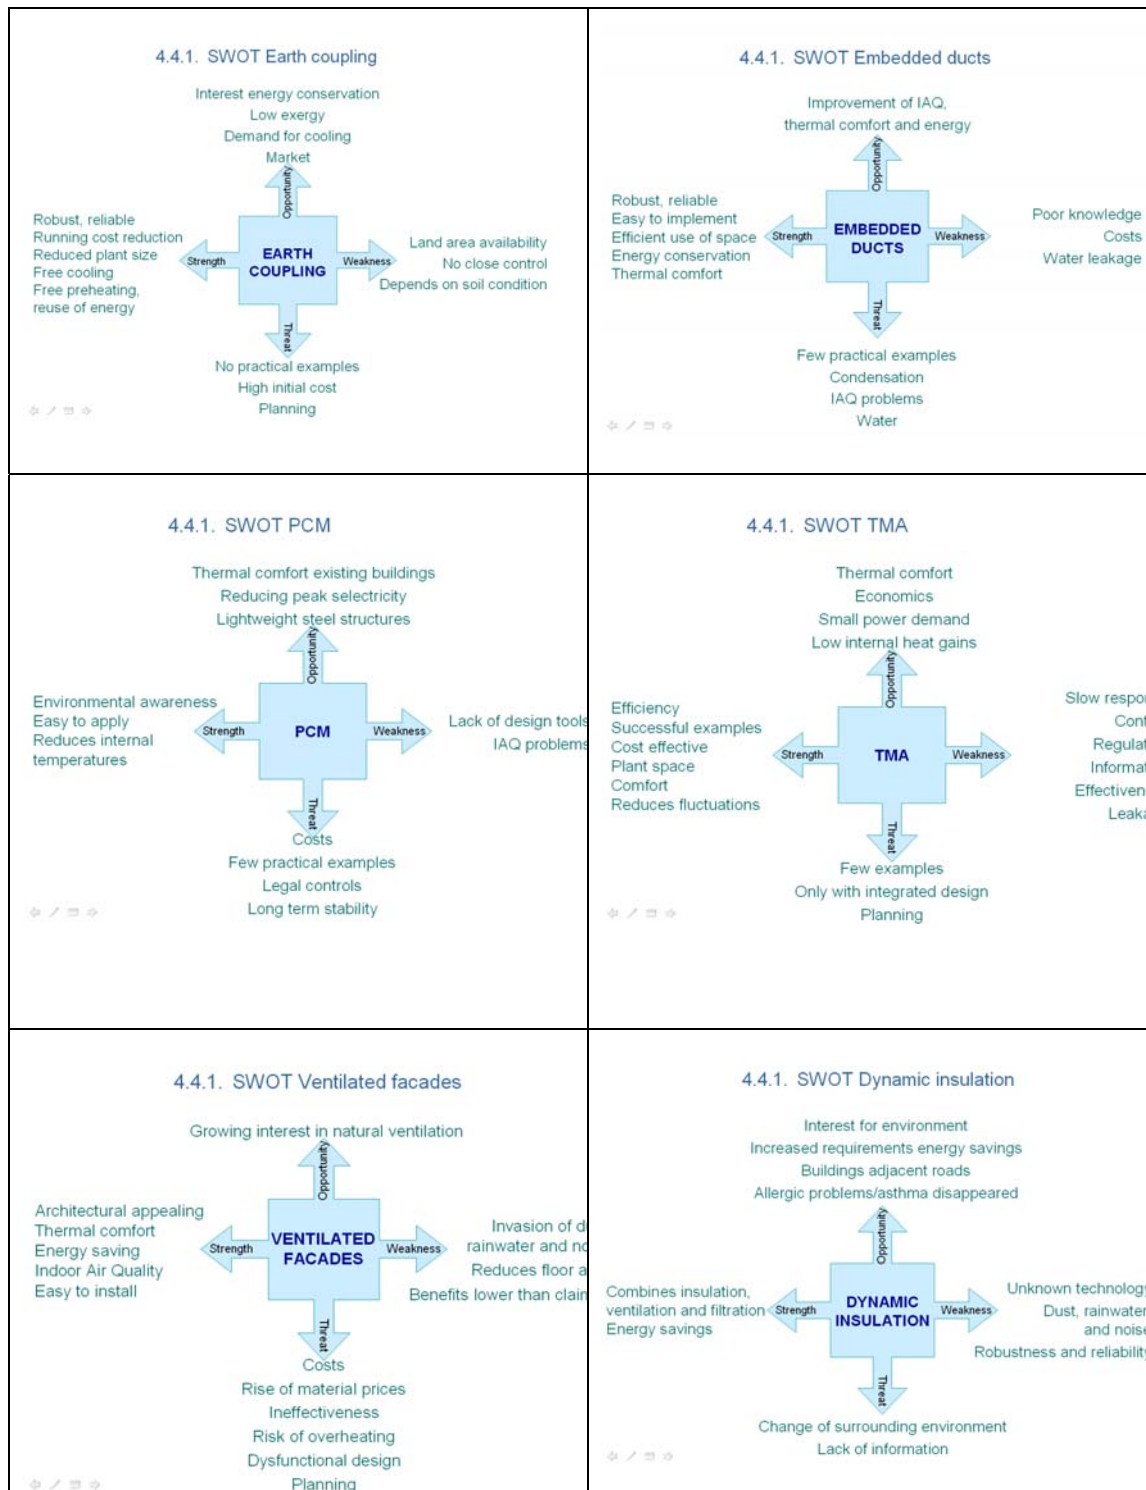 4.4.1. SWOT Earth coupling
Interest energy conservation
Low exergy
Demand for cooling
Market
Opportunity
Robust, reliable
Running cost reduction
Reduced plant size
Free cooling
Free preheating,
reuse of energy
Strength
EARTH
COUPLING
Weakness
Land area availability
No close control
Depends on soil condition
Threat
No practical examples
High initial cost
Planning
4.4.1. SWOT Embedded ducts
Improvement of IAQ,
thermal comfort and energy
Opportunity
Robust, reliable
Easy to implement
Efficient use of space
Energy conservation
Thermal comfort
Strength
EMBEDDED
DUCTS
Weakness
Poor knowledge
Costs
Water leakage
Threat
Few practical examples
Condensation
IAQ problems
Water
4.4.1. SWOT PCM
Thermal comfort existing buildings
Reducing peak selectricity
Lightweight steel structures
Opportunity
Environmental awareness
Easy to apply
Reduces internal
temperatures
Strength
PCM
Weakness
Lack of design tools
IAQ problems
Threat
Costs
Few practical examples
Legal controls
Long term stability
4.4.1. SWOT TMA
Thermal comfort
Economics
Small power demand
Low internal heat gains
Opportunity
Efficiency
Successful examples
Cost effective
Plant space
Comfort
Reduces fluctuations
Strength
TMA
Weakness
Slow
Threat
Few examples
Only with integrated design
Planning
4.4.1. SWOT Ventilated facades
Growing interest in natural ventilation
Opportunity
Architectural appealing
Thermal comfort
Energy saving
Indoor Air Quality
Easy to install
Strength
VENTILATED
FACADES
Weakness
Invasion of
rainwater and
Reduces floor
Benefits lower than
Threat
Costs
Rise of material prices
Ineffectiveness
Risk of overheating
Dysfunctional design
Planning
4.4.1. SWOT Dynamic insulation
Interest for environment
Increased requirements energy savings
Buildings adjacent roads
Allergic problems/asthma disappeared
Opportunity
Combines insulation,
ventilation and filtration
Energy savings
Strength
DYNAMIC
INSULATION
Weakness
Unknown technology
Dust, rainwater
and noise
Robustness and reliability
Threat
Change of surrounding environment
Lack of information